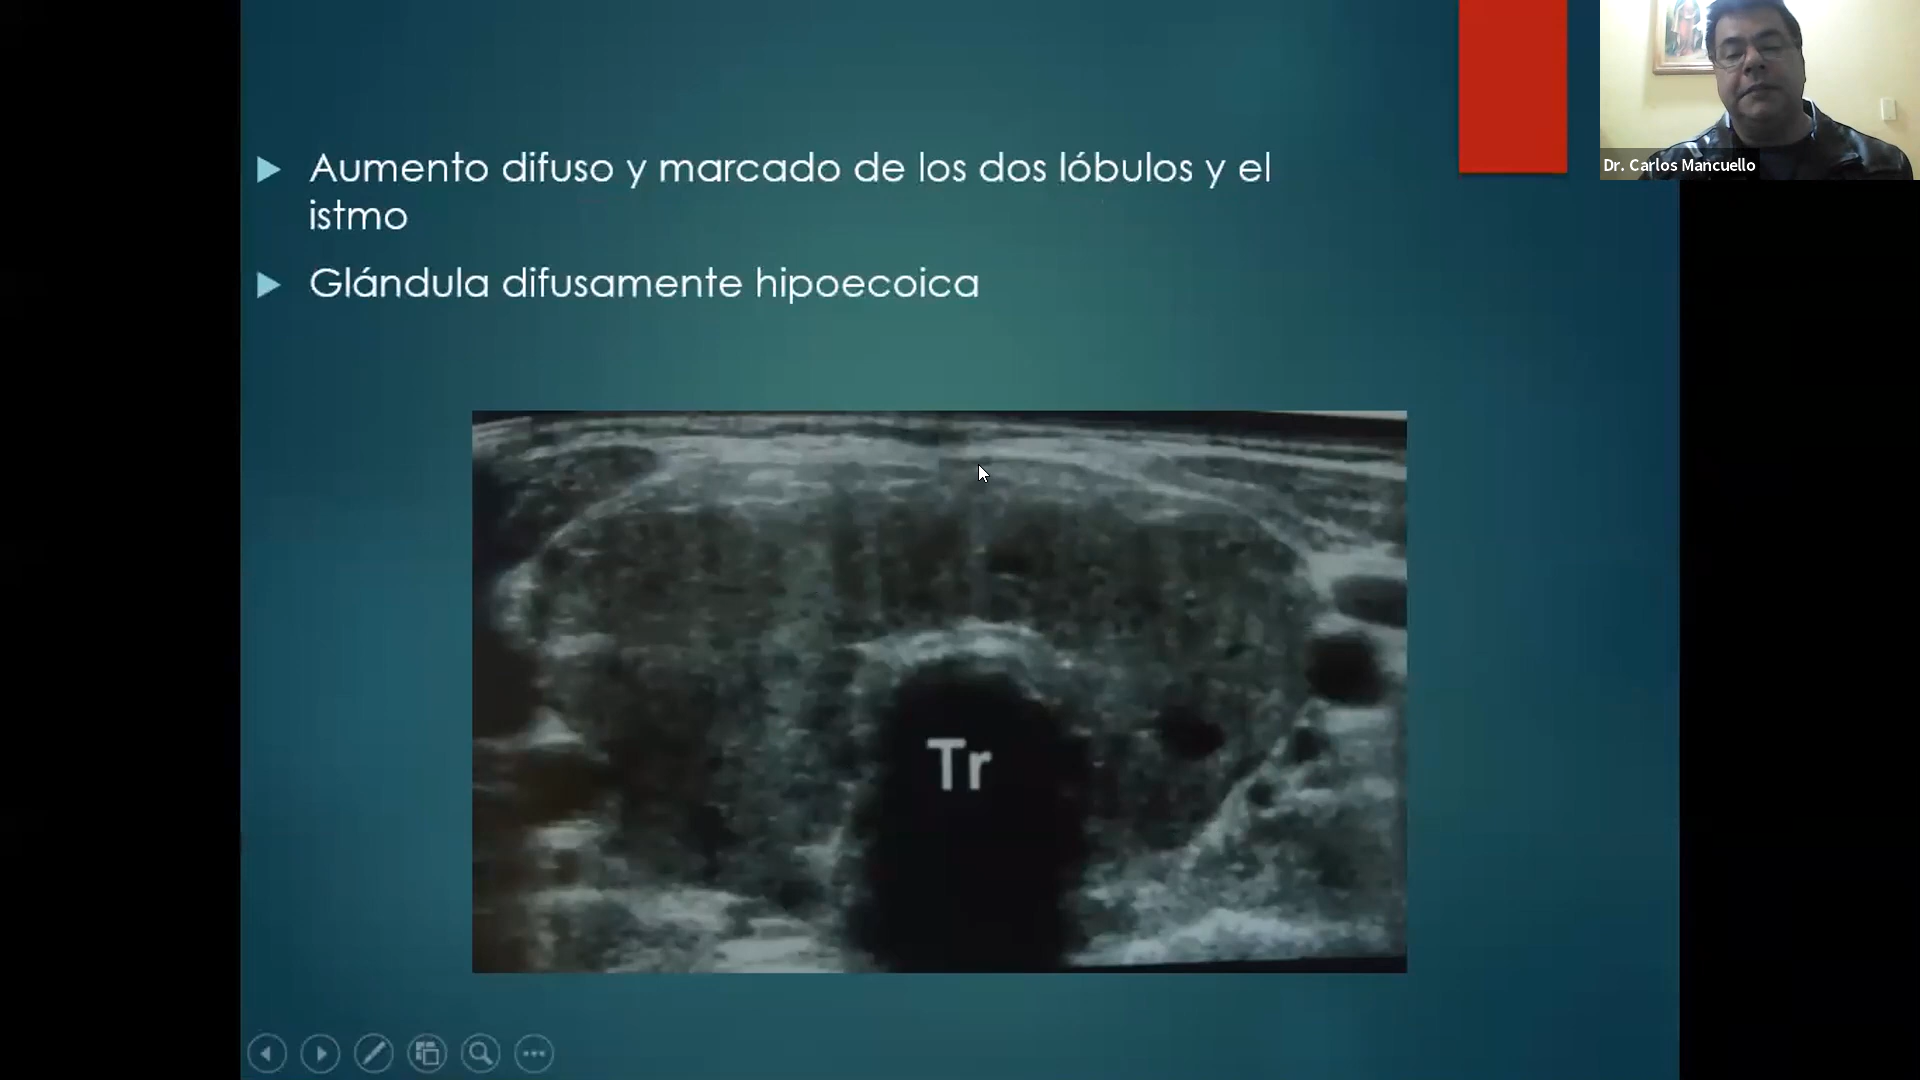 Aumento difuso y marcado de los dos lóbulos y el
istmo
Glándula difusamente hipoecoica
Dr. Carlos Mancuello
Tr